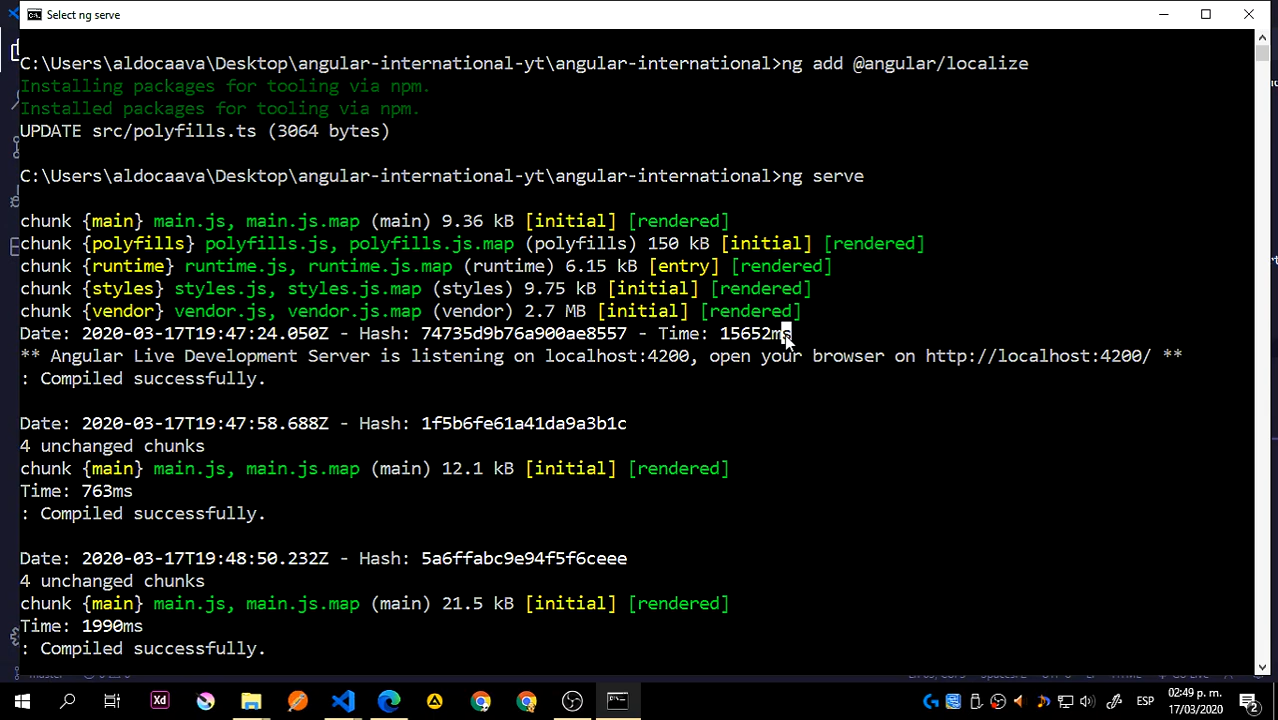 Select ng serve
C:\Users\aldocaava\Desktop\angular-international-yt\angular-international>ng add @angular/localize
Installing packages for tooling via npm.
Installed packages for tooling via npm.
UPDATE src/polyfills.ts (3064 bytes)
C:\Users\aldocaava\Desktop\angular-international-yt\angular-international>ng serve
chunk {main} main.js, main.js.map (main) 9.36 kB [initial] [rendered]
chunk {polyfills} polyfills.js, polyfills.js.map (polyfills) 150 kB [initial] [rendered]
chunk {runtime} runtime.js, runtime.js.map (runtime) 6.15 kB [entry] [rendered]
chunk {styles} styles.js, styles.js.map (styles) 9.75 kB [initial] [rendered]
chunk {vendor} vendor.js, vendor.js.map (vendor) 2.7 MB [initial] [rendered]
Date: 2020-03-17T19:47:24.050Z - Hash: 74735d9b76a900ae8557 - Time: 15652ms
** Angular Live Development Server is listening on localhost:4200, open your browser on http://localhost:4200/ **
: Compiled successfully.
Date: 2020-03-17T19:47:58.688Z - Hash: 1f5b6fe61a41da9a3b1c
4 unchanged chunks
chunk {main} main.js, main.js.map (main) 12.1 kB [initial] [rendered]
Time: 763ms
: Compiled successfully.
Date: 2020-03-17T19:48:50.232Z - Hash: 5a6ffabc9e94f5f6ceee
4 unchanged chunks
chunk {main} main.js, main.js.map (main) 21.5 kB [initial] [rendered]
Time: 1990ms
: Compiled successfully.
Xd
ESP
02:49 p. m.
17/03/2020
2